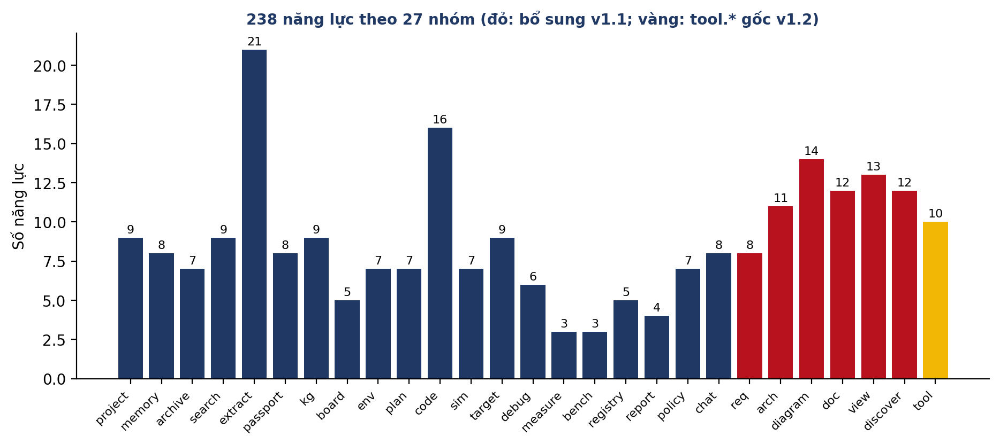 238 năng lực theo 27 nhóm (đỏ: bổ sung v1.1; vàng: tool.* gốc v1.2)
Số năng lực
20.0
17.5
15.0
12.5
10.0
7.5
5.0
2.5
0.0
9
8
7
9
21
8
9
5
7
7
16
7
9
6
3
3
5
4
7
8
8
11
14
12
13
12
10
project
memory
archive
search
extract
passport
kg
board
env
plan
code
sim
target
debug
measure
bench
registry
report
policy
chat
req
arch
diagram
doc
view
discover
tool